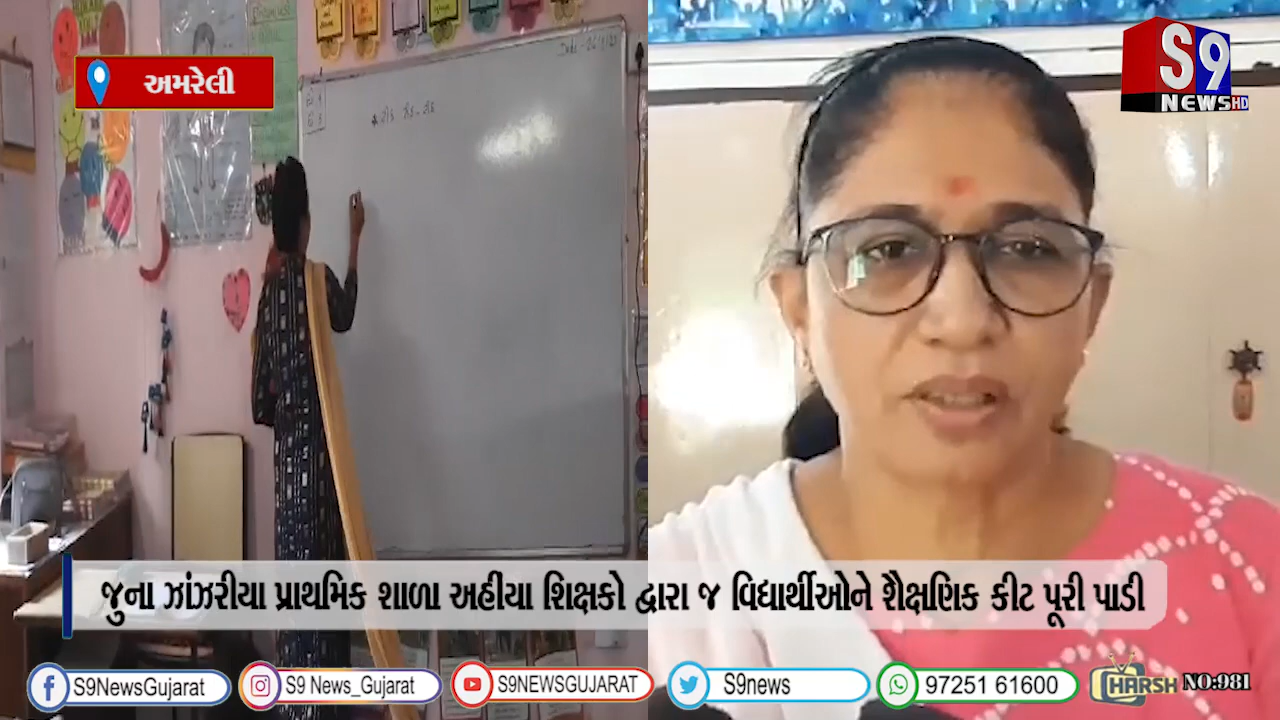 અમરેલી
S9
NEWS HD
જુના ઝાંઝરીયા પ્રાથમિક શાળા અહીંયા શિક્ષકો દ્વારા જ વિદ્યાર્થીઓને શૈક્ષણિક કીટ પૂરી પાડી
S9NewsGujarat
S9 News_Gujarat
S9NEWSGUJARAT
S9news
97251 61600
CHARSH NO:981